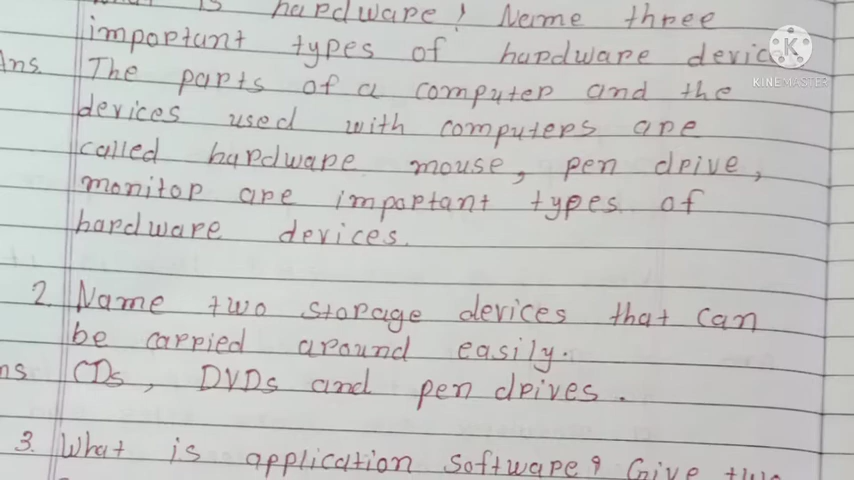 is hardware? Name three
important types of hardware devic
Ans. The parts of a computer and the
devices used with computers are
called hardware. mouse, pen drive,
monitor are important types of
hardware devices.
2. Name two storage devices that can
be carried around easily.
ns. CDs, DVDs and pen drives.
3. What is application software? Give two
KINEMASTER